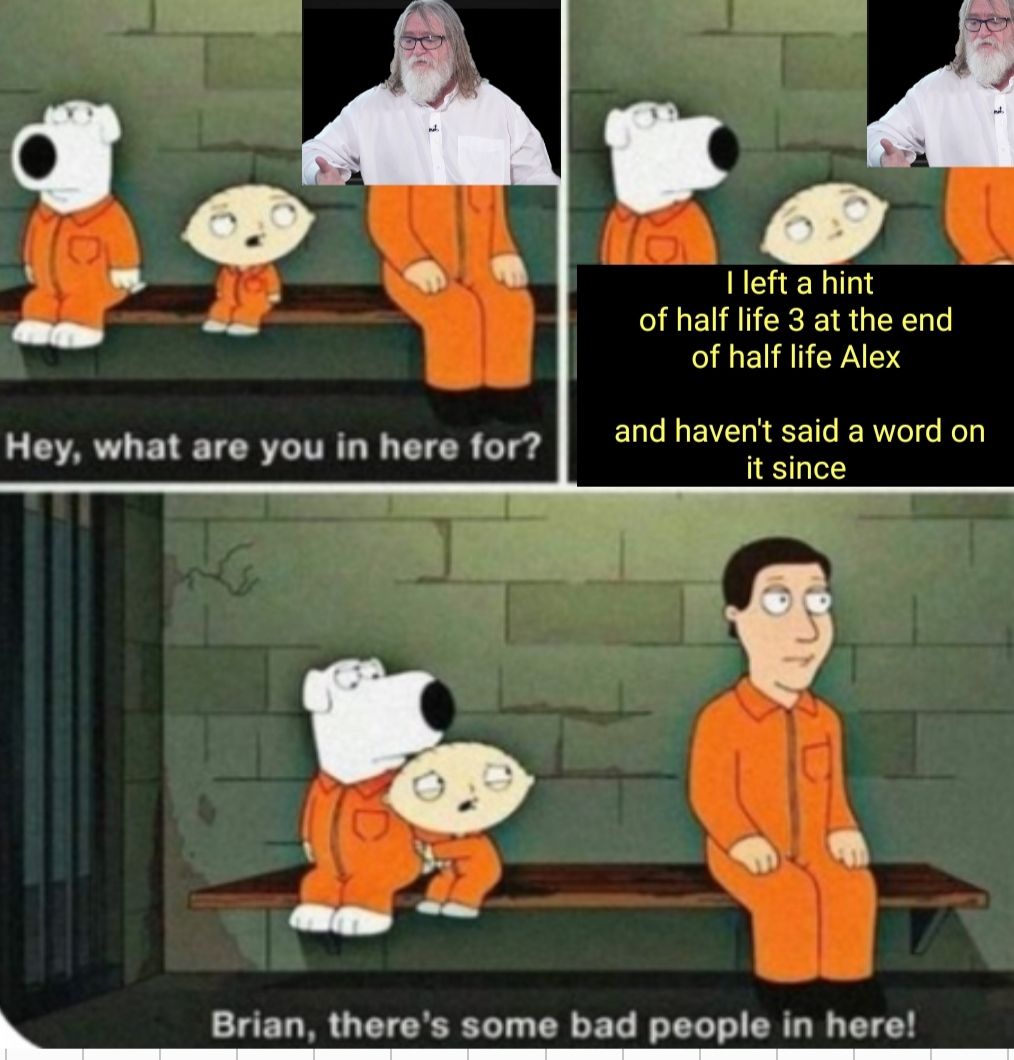 Hey, what are you in here for?
I left a hint
of half life 3 at the end
of half life Alex
and haven't said a word on
it since
Brian, there's some bad people in here!